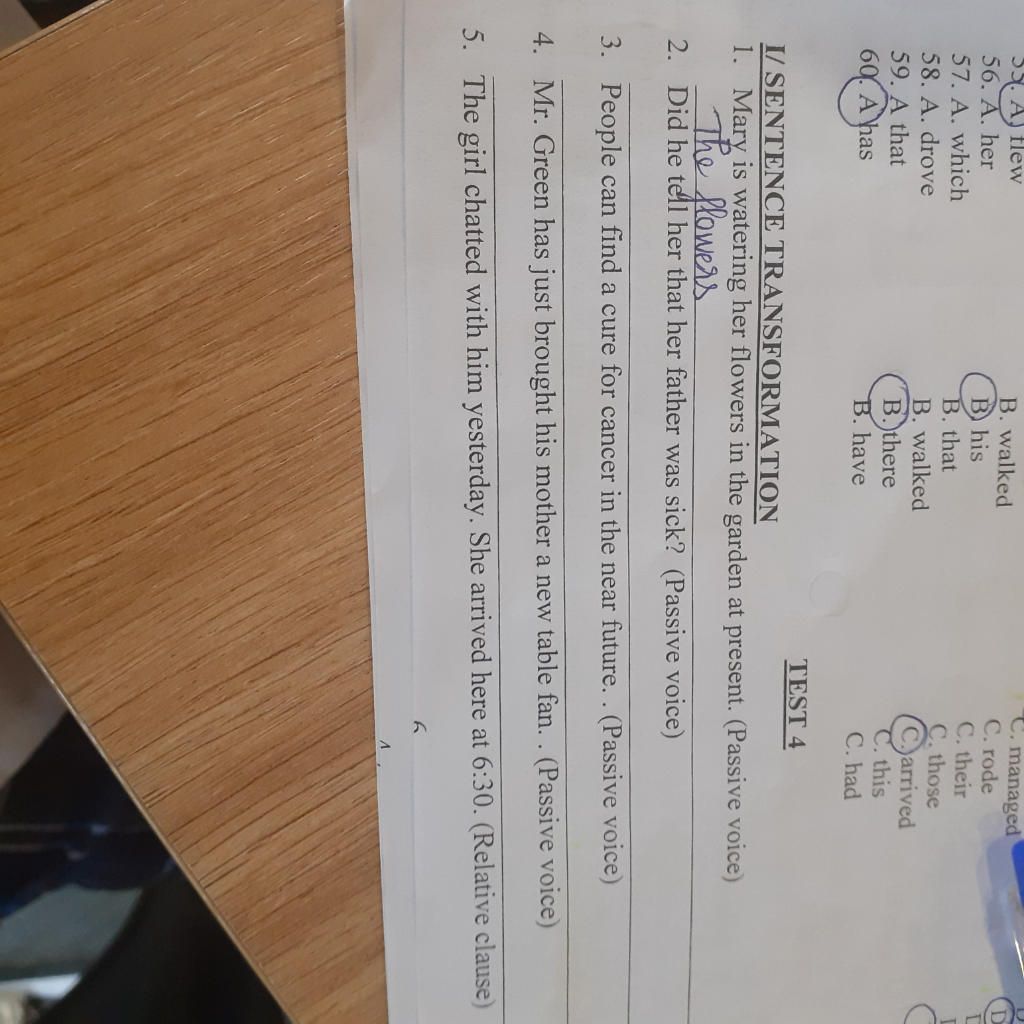 A. flew
C. managed
56. A. her B. walked C. rode
57. A. which B. his C. their
58. A. drove B. that C. those
59. A that B. walked C. arrived
60. A has B. there C. this
B. have C. had
TEST 4
I/ SENTENCE TRANSFORMATION
1. Mary is watering her flowers in the garden at present. (Passive voice)
The flowers
2. Did he tell her that her father was sick? (Passive voice)
3. People can find a cure for cancer in the near future. . (Passive voice)
4. Mr. Green has just brought his mother a new table fan. . (Passive voice)
5. The girl chatted with him yesterday. She arrived here at 6:30. (Relative clause)
6